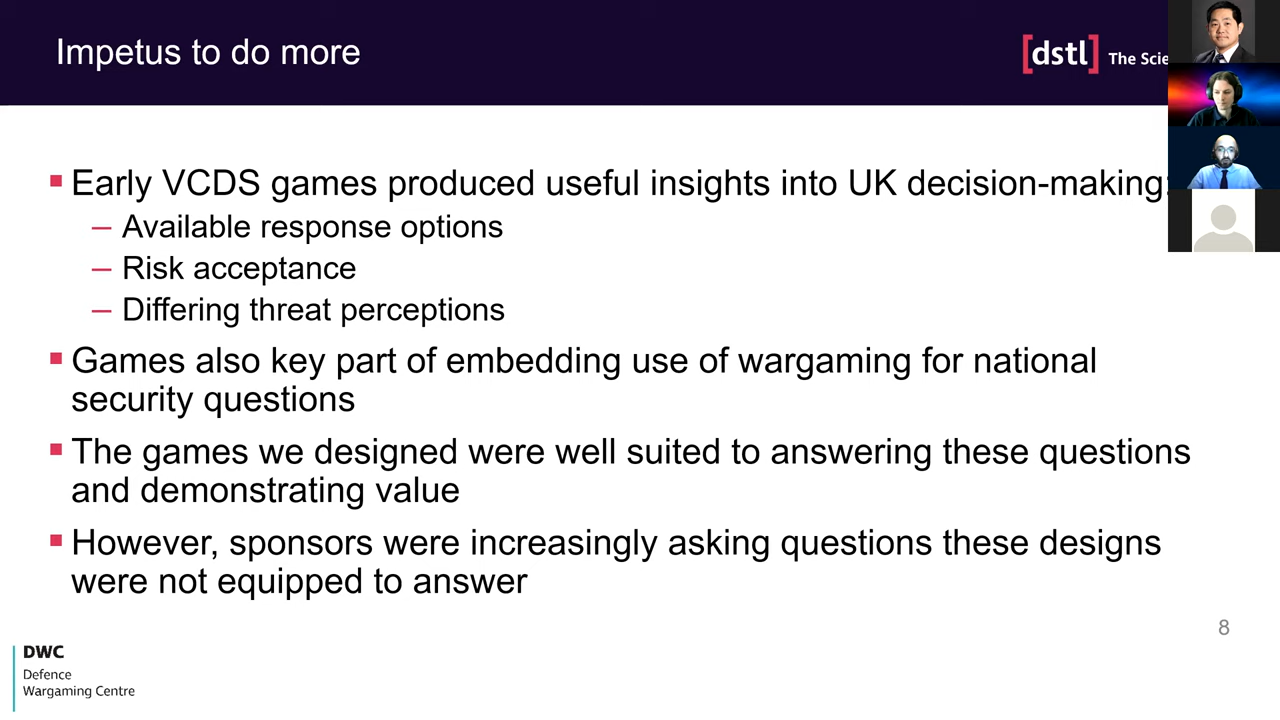 Impetus to do more
[dstl] The Scie
Early VCDS games produced useful insights into UK decision-making:
– Available response options
– Risk acceptance
– Differing threat perceptions
Games also key part of embedding use of wargaming for national
security questions
The games we designed were well suited to answering these questions
and demonstrating value
However, sponsors were increasingly asking questions these designs
were not equipped to answer
8
DWC
Defence
Wargaming Centre